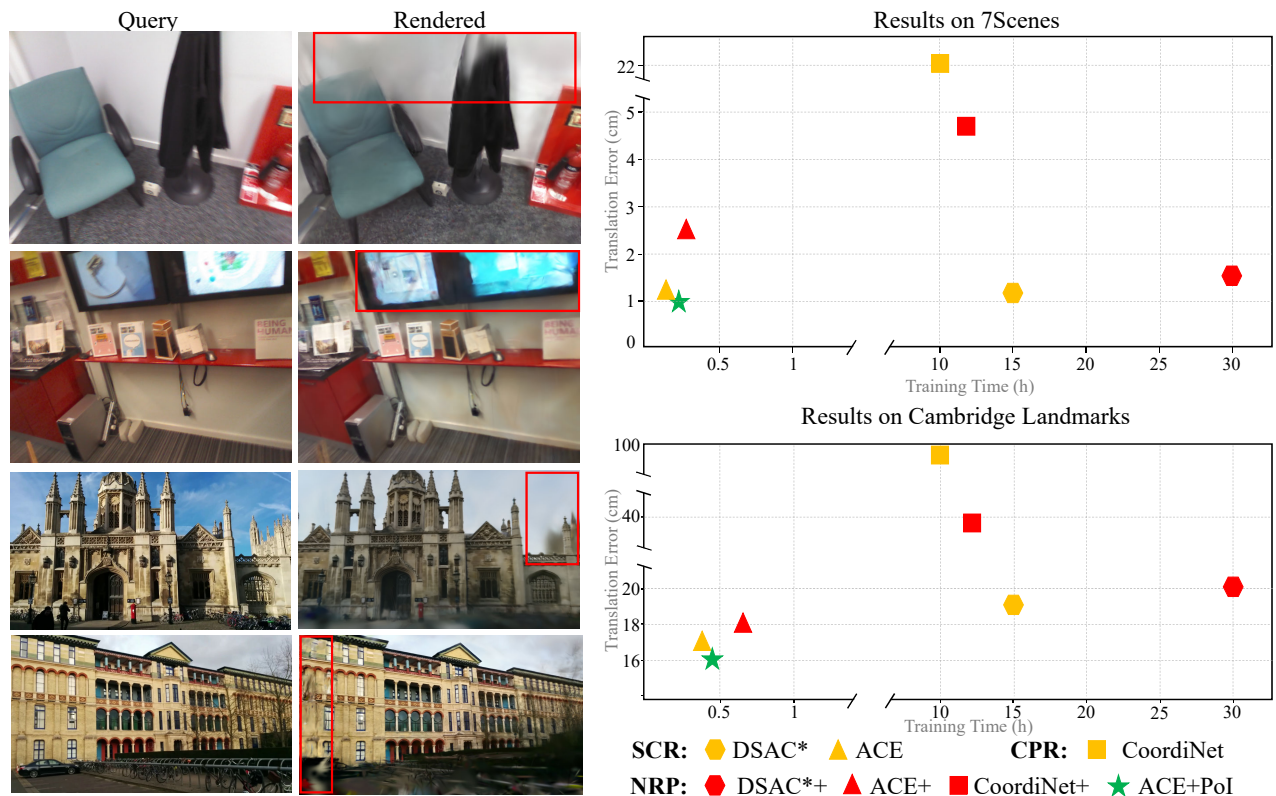 Query
Rendered
BEING
HUMA
Results on 7Scenes
Translation Error (cm)
22
5
4
3
2
1
0
0.5 1 10 15 20 25 30
Training Time (h)
Results on Cambridge Landmarks
Translation Error (cm)
100
40
20
18
16
0.5 1 10 15 20 25 30
Training Time (h)
SCR: DSAC* ACE CPR: CoordiNet
NRP: DSAC*+ ACE+ CoordiNet+ ACE+PoI